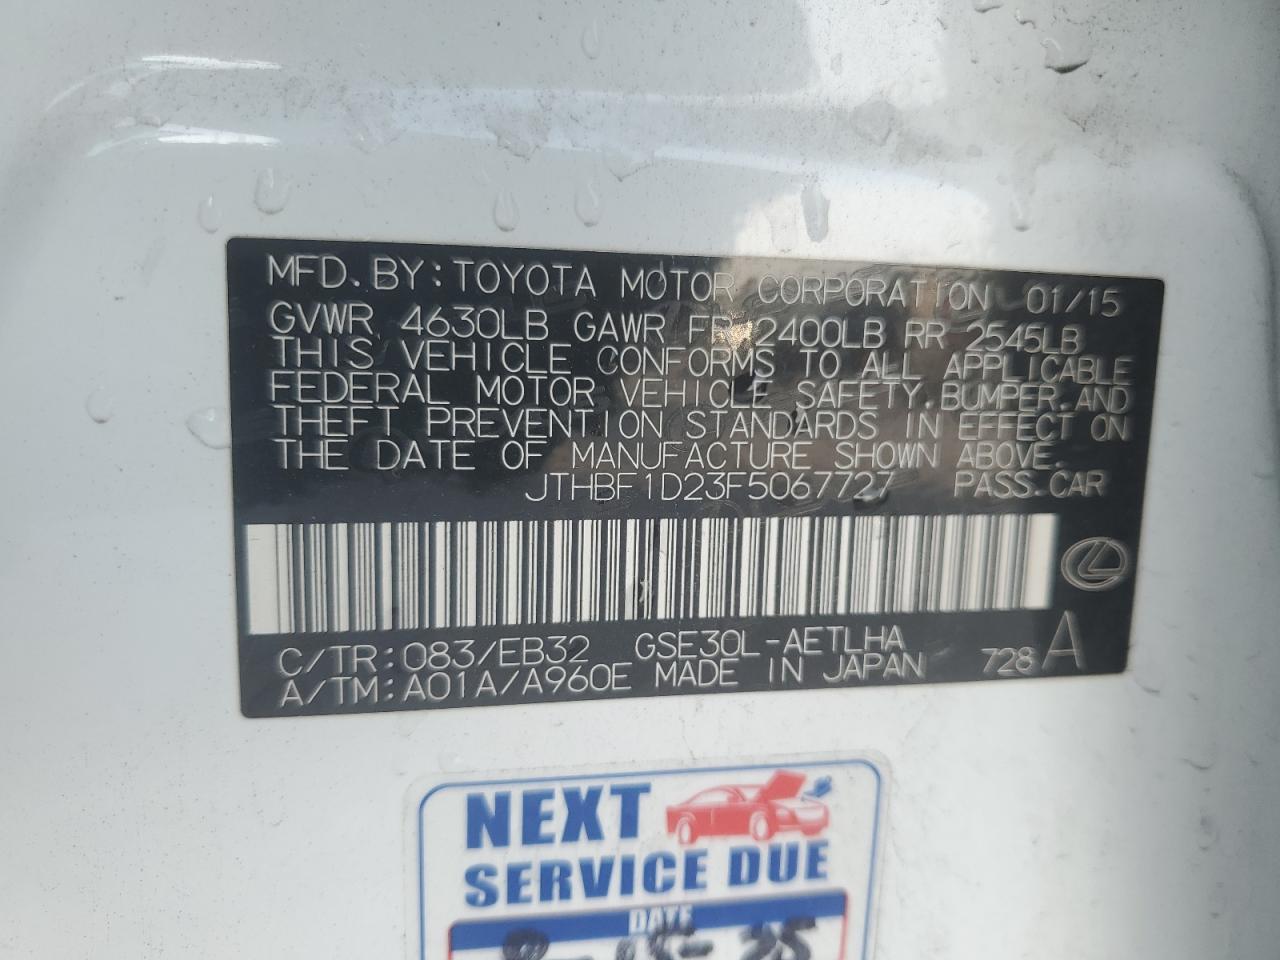 MFD.BY:TOYOTA MOTOR CORPORATION 01/15
GVWR 4630LB GAWR FR 2400LB RR 2545LB
THIS VEHICLE CONFORMS TO ALL APPLICABLE
FEDERAL MOTOR VEHICLE SAFETY,BUMPER,AND
THEFT PREVENTION STANDARDS IN EFFECT ON
THE DATE OF MANUFACTURE SHOWN ABOVE.
JTHBF1D23F5067727 PASS.CAR
C/TR:083/EB32 GSE30L-AETLHA
A/TM:A01A/A960E MADE IN JAPAN 728 A
NEXT
SERVICE DUE
DATE